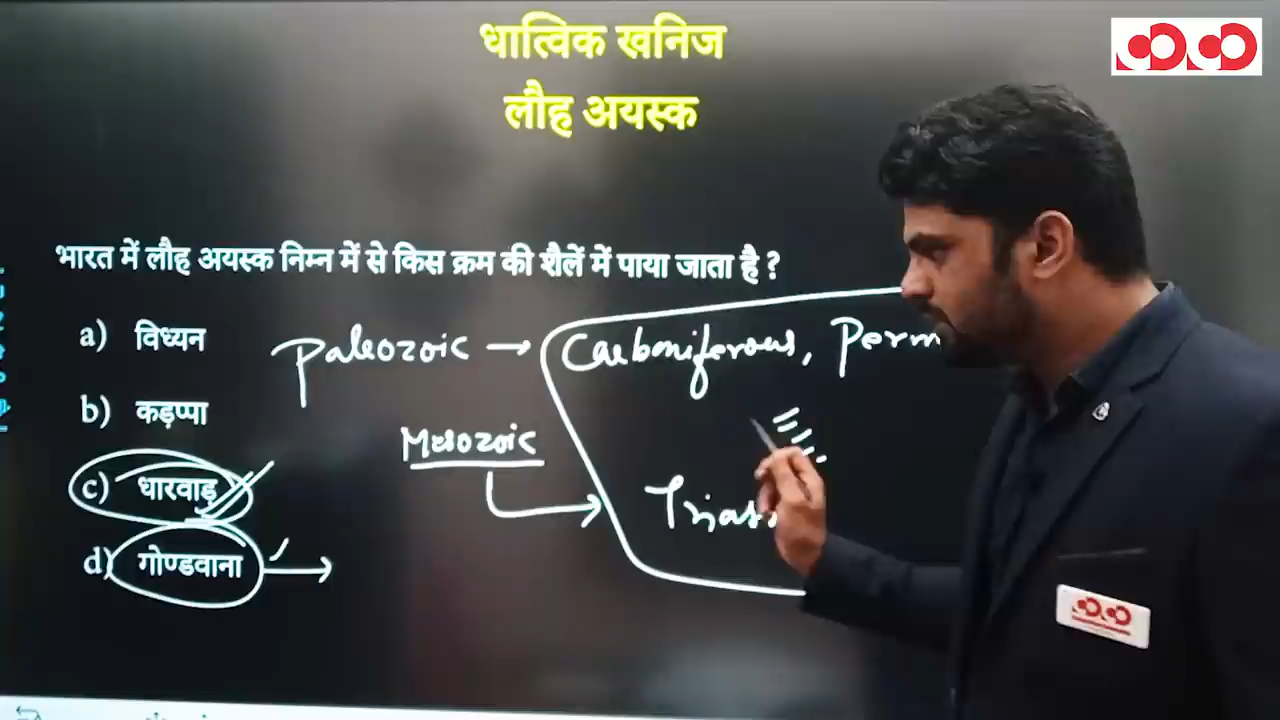 धात्विक खनिज
लौह अयस्क
भारत में लौह अयस्क निम्न में से किस क्रम की शैलें में पाया जाता है ?
a) विध्यन
Paleozoic → Carboniferous, Perm
b) कड़प्पा
Mesozoic
c) धारवाड़
Trias
d) गोण्डवाना